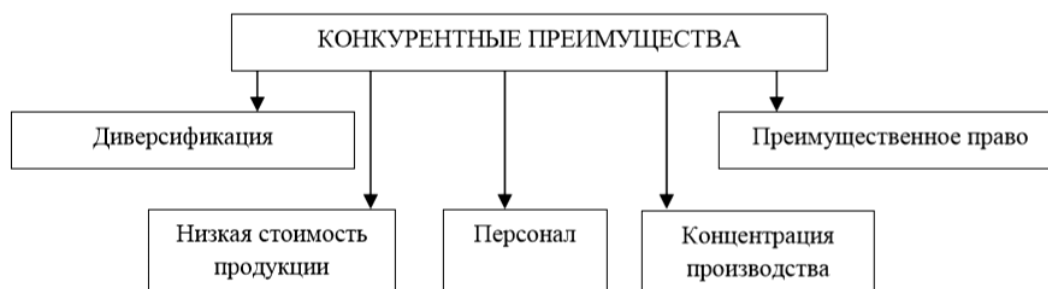 КОНКУРЕНТНЫЕ ПРЕИМУЩЕСТВА
Диверсификация
Преимущественное право
Низкая стоимость
продукции
Персонал
Концентрация
производства